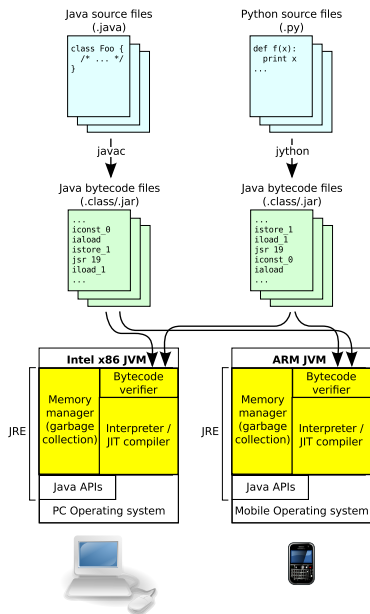 Java source files
(.java)
class Foo {
/* ... */
}
javac
Java bytecode files
(.class/.jar)
...
iconst_0
iaload
istore_1
jsr 19
iload_1
...
Python source files
(.py)
def f(x):
print x
...
jython
Java bytecode files
(.class/.jar)
...
istore_1
iload_1
jsr 19
iconst_0
iaload
...
Intel x86 JVM
Bytecode
verifier
Memory
manager
(garbage
collection)
Interpreter /
JIT compiler
JRE
Java APIs
PC Operating system
ARM JVM
Bytecode
verifier
Memory
manager
(garbage
collection)
Interpreter /
JIT compiler
JRE
Java APIs
Mobile Operating system